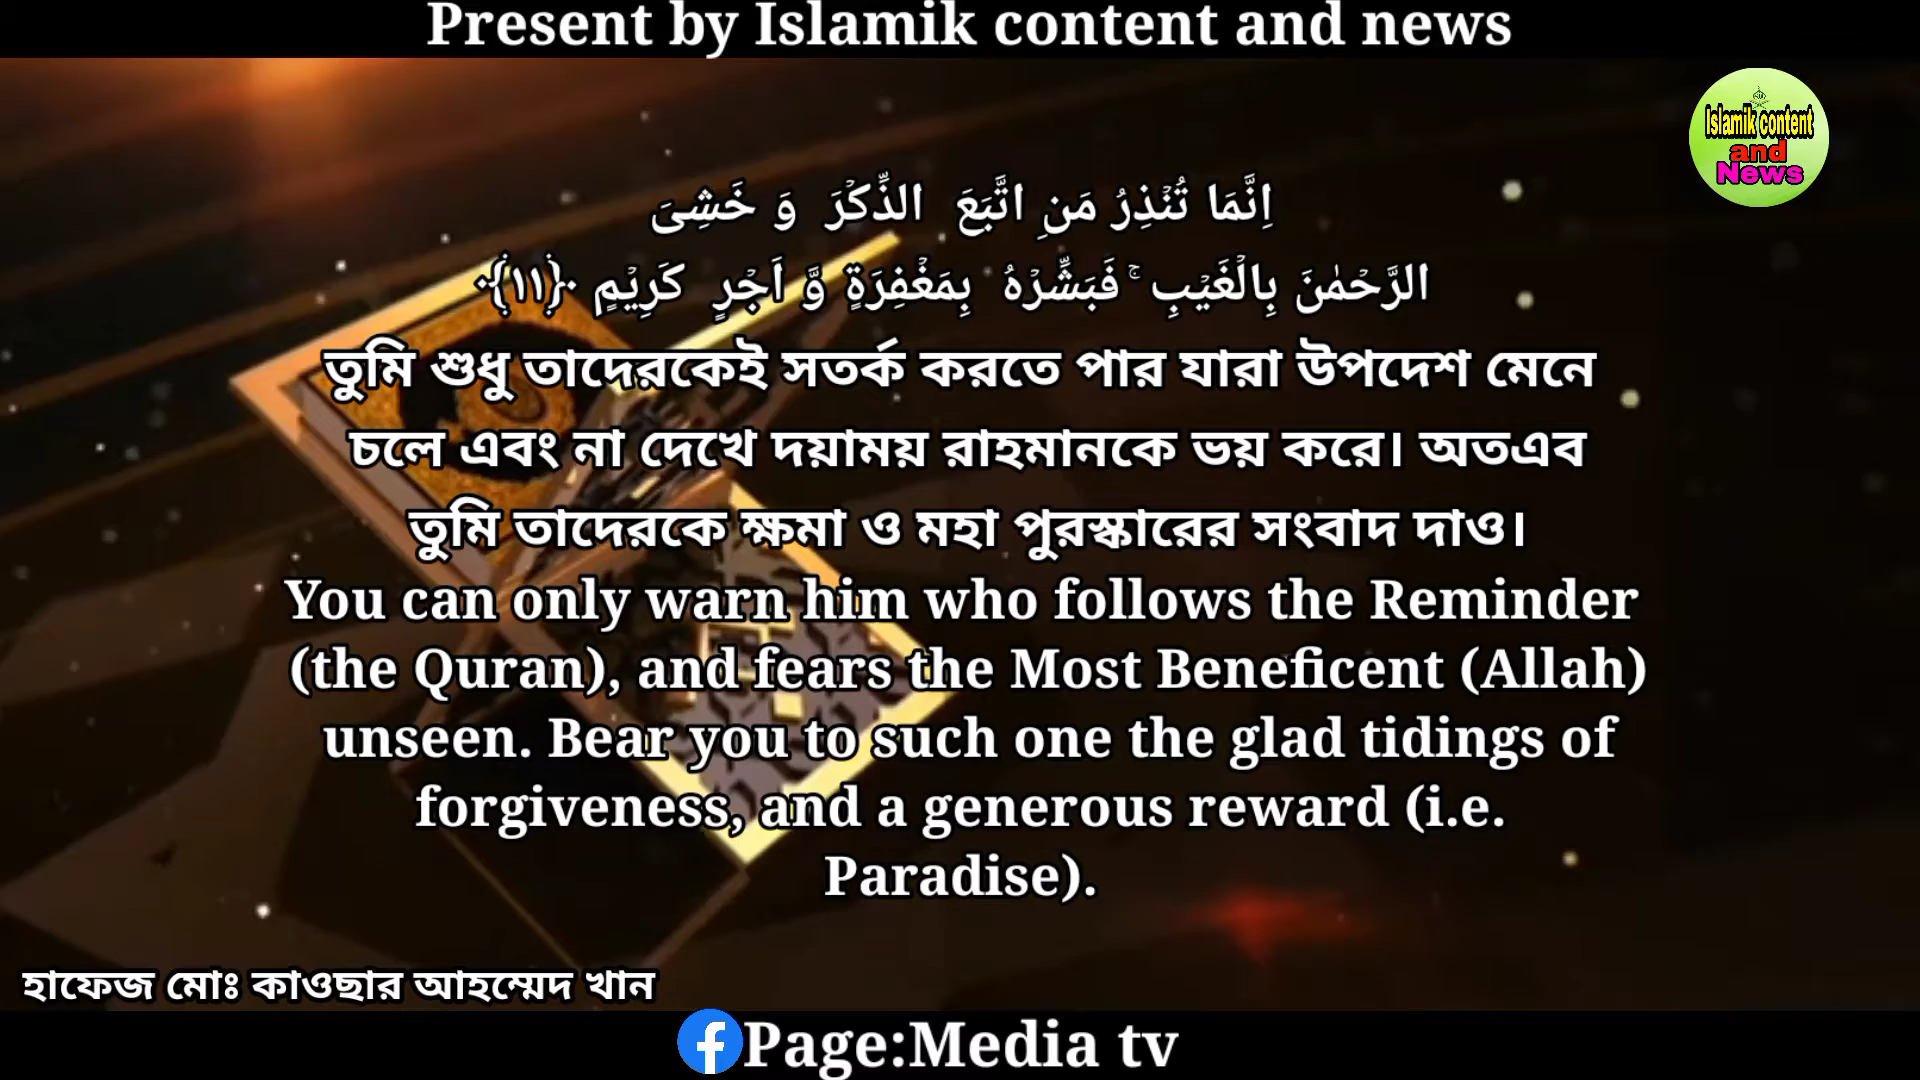 Present by Islamik content and news
Islamik content
and
News
اِنَّمَا تُنۡذِرُ مَنِ اتَّبَعَ الذِّکۡرَ وَ خَشِیَ
الرَّحۡمٰنَ بِالۡغَیۡبِ ۚ فَبَشِّرۡہُ بِمَغۡفِرَۃٍ وَّ اَجۡرٍ کَرِیۡمٍ ﴿۱۱﴾
তুমি শুধু তাদেরকেই সতর্ক করতে পার যারা উপদেশ মেনে
চলে এবং না দেখে দয়াময় রাহমানকে ভয় করে। অতএব
তুমি তাদেরকে ক্ষমা ও মহা পুরস্কারের সংবাদ দাও।
You can only warn him who follows the Reminder
(the Quran), and fears the Most Beneficent (Allah)
unseen. Bear you to such one the glad tidings of
forgiveness, and a generous reward (i.e.
Paradise).
হাফেজ মোঃ কাওছার আহম্মেদ খান
Page:Media tv